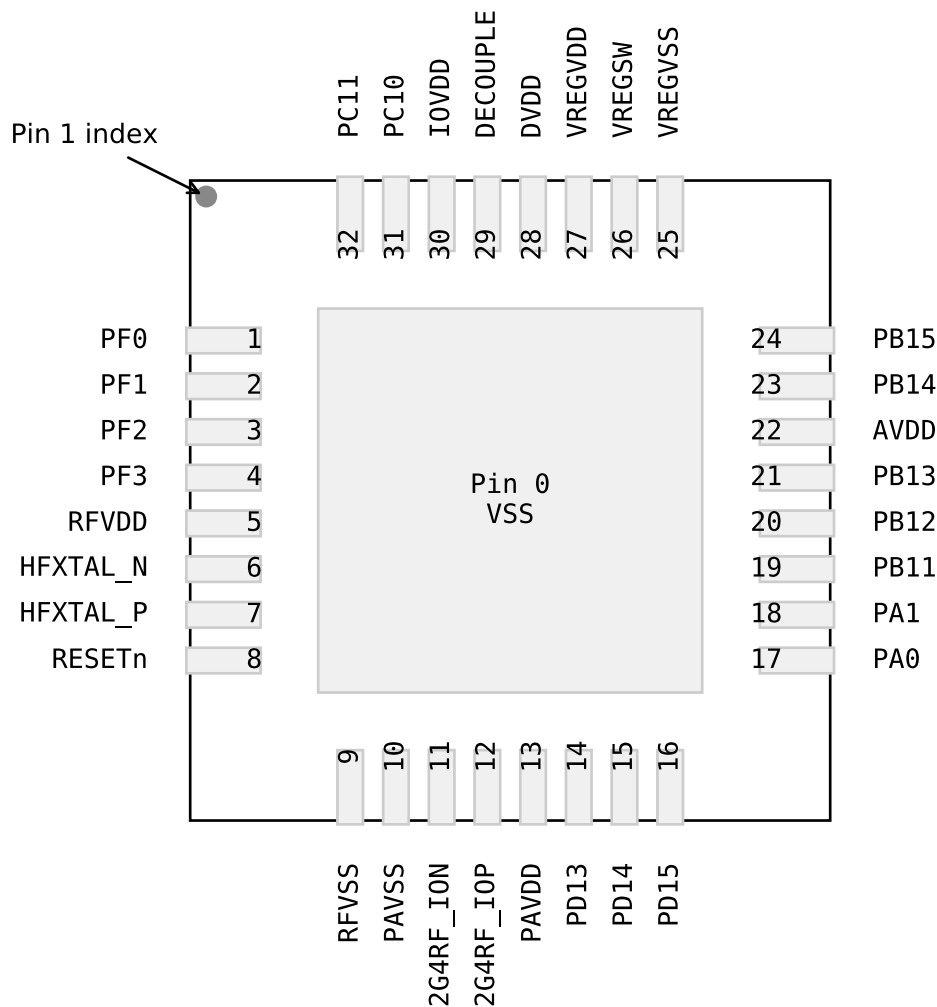 PC11
PC10
IOVDD
DECOUPLE
DVDD
VREGVDD
VREGSW
VREGVSS
Pin 1 index
32
31
30
29
28
27
26
25
PF0 1
PF1 2
PF2 3
PF3 4
RFVDD 5
HFXTAL_N 6
HFXTAL_P 7
RESETn 8
Pin 0
VSS
24 PB15
23 PB14
22 AVDD
21 PB13
20 PB12
19 PB11
18 PA1
17 PA0
9
10
11
12
13
14
15
16
RFVSS
PAVSS
2G4RF_ION
2G4RF_IOP
PAVDD
PD13
PD14
PD15